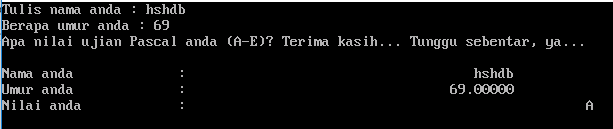 Tulis nama anda : hshdb
Berapa umur anda : 69
Apa nilai ujian Pascal anda (A-E)? Terima kasih... Tunggu sebentar, ya...
Nama anda : hshdb
Umur anda : 69.00000
Nilai anda : A